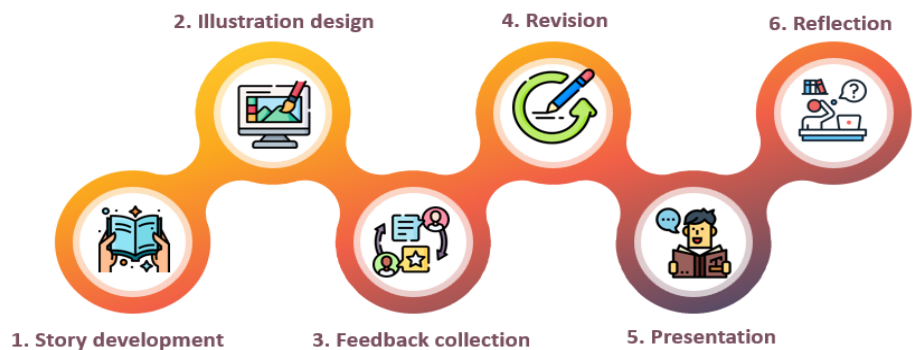 1. Story development
2. Illustration design
3. Feedback collection
4. Revision
5. Presentation
6. Reflection